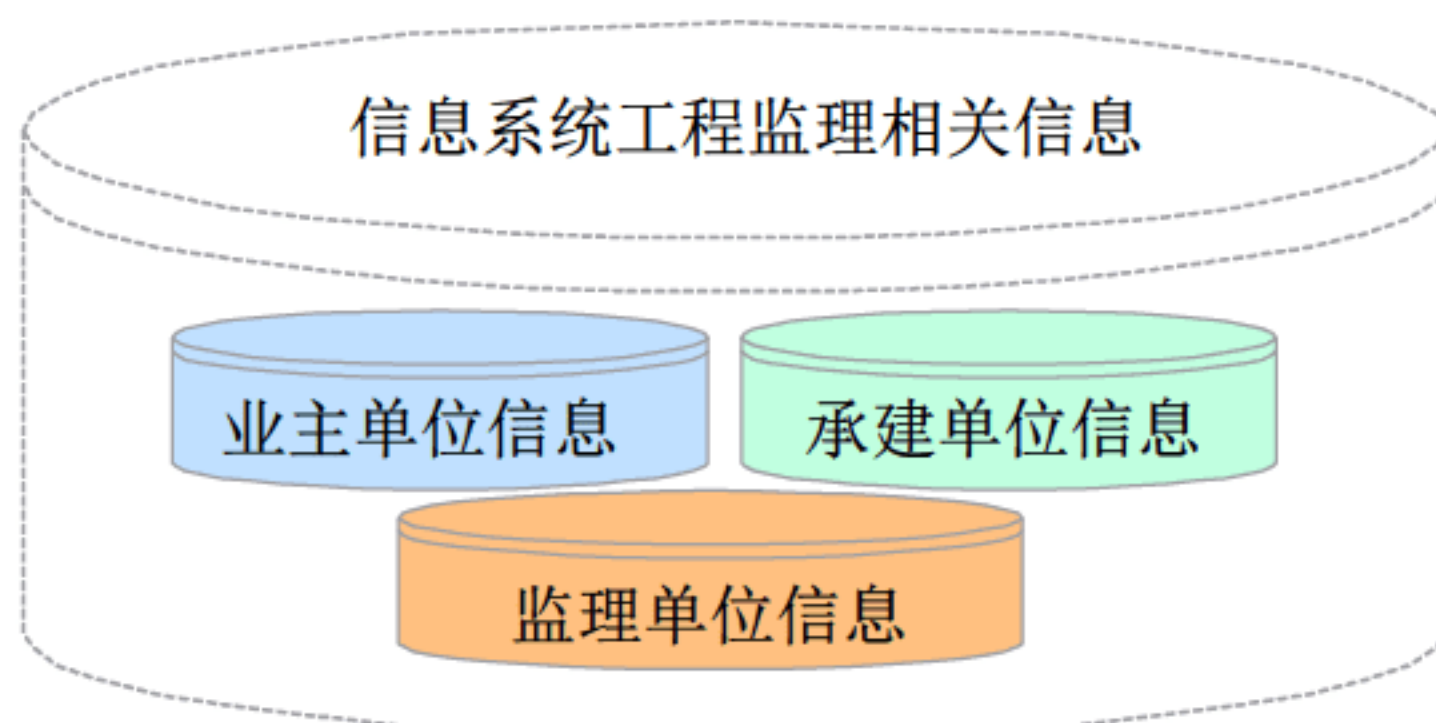 信息系统工程监理相关信息
业主单位信息
承建单位信息
监理单位信息